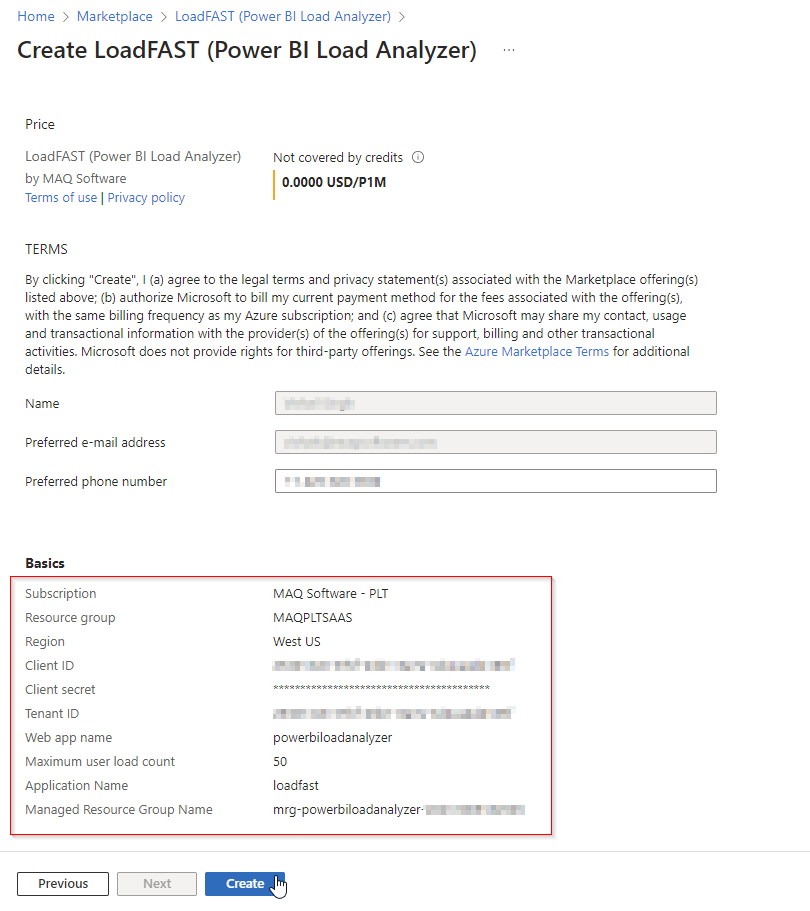 Home > Marketplace > LoadFAST (Power BI Load Analyzer) >
Create LoadFAST (Power BI Load Analyzer) ...
Price
LoadFAST (Power BI Load Analyzer) Not covered by credits
by MAQ Software 0.0000 USD/P1M
Terms of use | Privacy policy
TERMS
By clicking "Create", I (a) agree to the legal terms and privacy statement(s) associated with the Marketplace offering(s)
listed above; (b) authorize Microsoft to bill my current payment method for the fees associated with the offering(s),
with the same billing frequency as my Azure subscription; and (c) agree that Microsoft may share my contact, usage
and transactional information with the provider(s) of the offering(s) for support, billing and other transactional
activities. Microsoft does not provide rights for third-party offerings. See the Azure Marketplace Terms for additional
details.
Name
Preferred e-mail address
Preferred phone number
Basics
Subscription MAQ Software - PLT
Resource group MAQPLTSAAS
Region West US
Client ID
Client secret ****************************************
Tenant ID
Web app name powerbiloadanalyzer
Maximum user load count 50
Application Name loadfast
Managed Resource Group Name mrg-powerbiloadanalyzer-
Previous Next Create